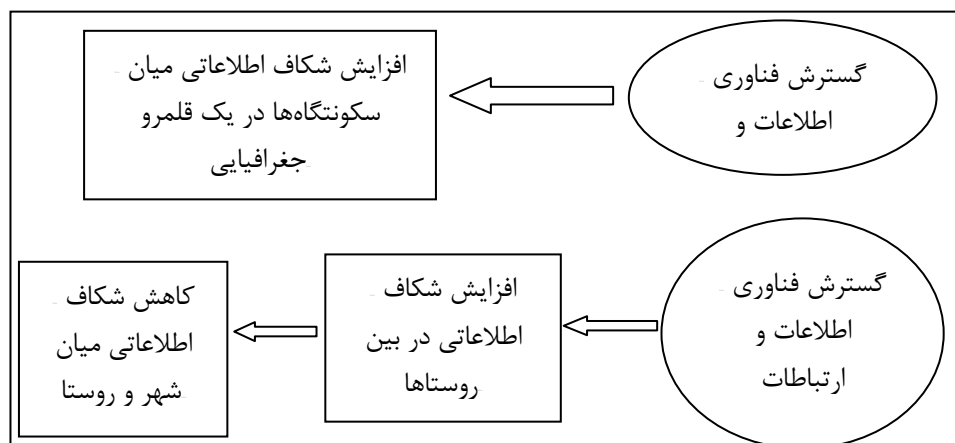 گسترش فناوری
اطلاعات و
افزایش شکاف اطلاعاتی میان
سکونتگاه‌ها در یک قلمرو
جغرافیایی
گسترش فناوری
اطلاعات و
ارتباطات
افزایش شکاف
اطلاعاتی در بین
روستاها
کاهش شکاف
اطلاعاتی میان
شهر و روستا